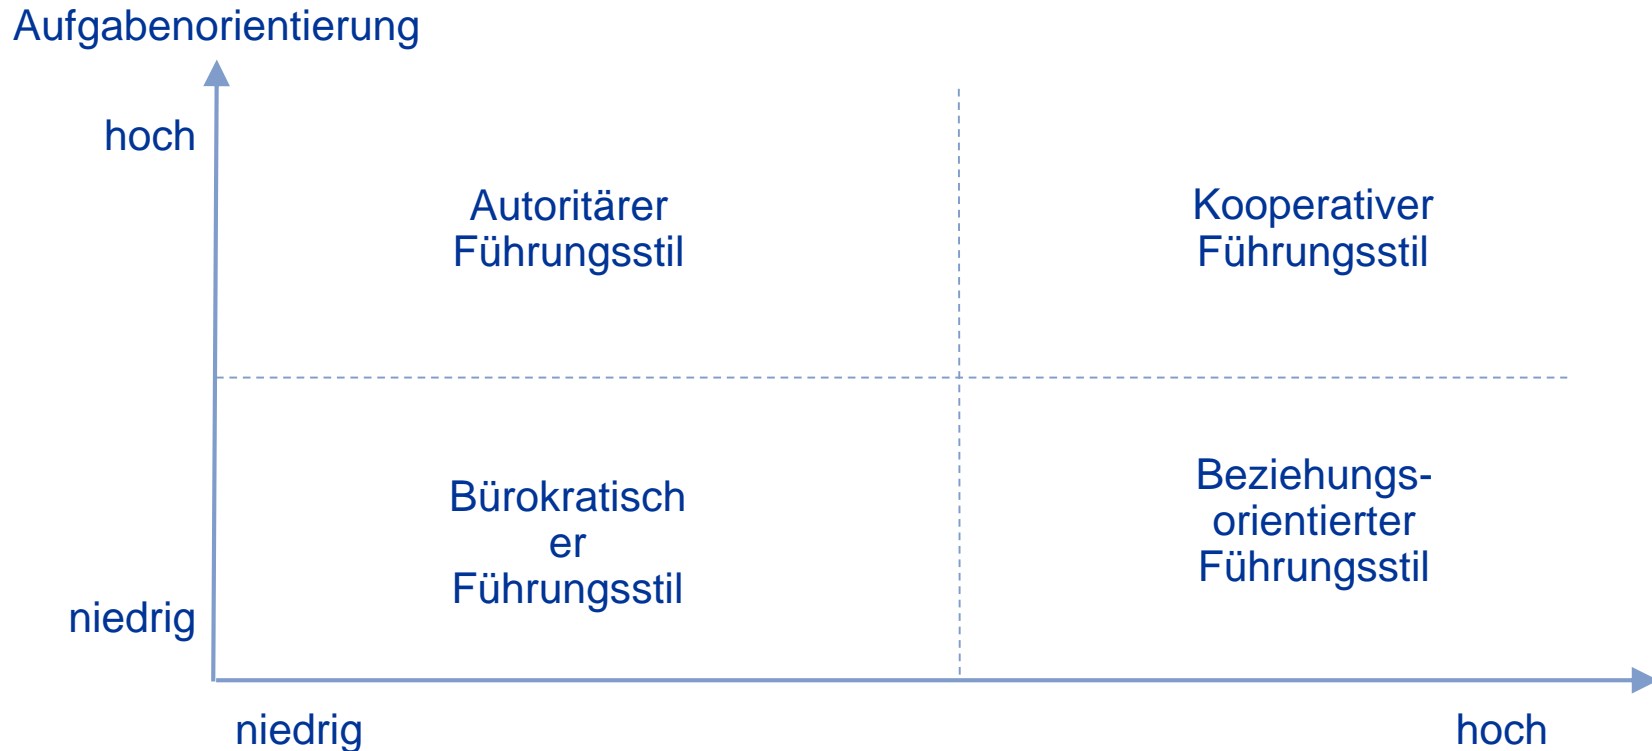 Aufgabenorientierung
hoch
Autoritärer
Führungsstil
Kooperativer
Führungsstil
Bürokratisch
er
Führungsstil
Beziehungs-
orientierter
Führungsstil
niedrig
niedrig
hoch